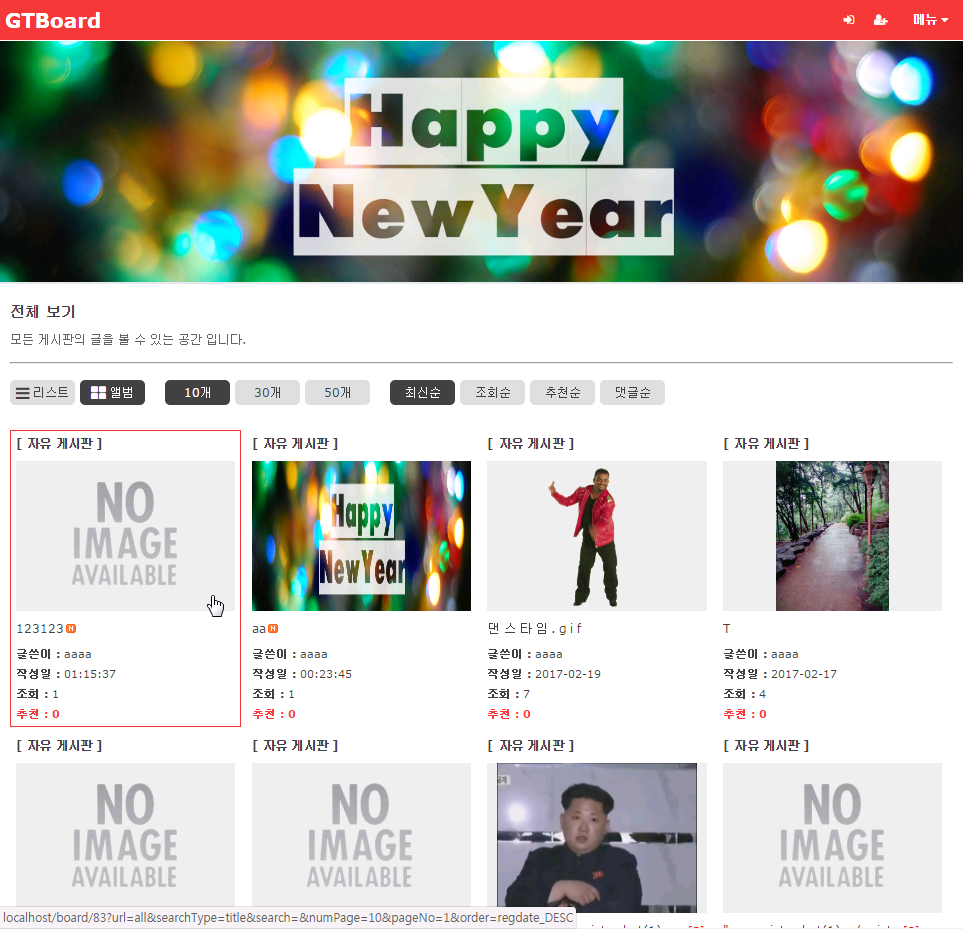 GTBoard
메뉴
Happy
NewYear
전체 보기
모든 게시판의 글을 볼 수 있는 공간 입니다.
리스트 앨범 10개 30개 50개 최신순 조회순 추천순 댓글순
[ 자유 게시판 ] [ 자유 게시판 ] [ 자유 게시판 ] [ 자유 게시판 ]
NO
IMAGE
AVAILABLE
Happy
NewYear
123123 N aa N 댄스타임.gif T
글쓴이 : aaaa 글쓴이 : aaaa 글쓴이 : aaaa 글쓴이 : aaaa
작성일 : 01:15:37 작성일 : 00:23:45 작성일 : 2017-02-19 작성일 : 2017-02-17
조회 : 1 조회 : 1 조회 : 7 조회 : 4
추천 : 0 추천 : 0 추천 : 0 추천 : 0
[ 자유 게시판 ] [ 자유 게시판 ] [ 자유 게시판 ] [ 자유 게시판 ]
NO NO NO
IMAGE IMAGE IMAGE
AVAILABLE AVAILABLE AVAILABLE
localhost/board/83?url=all&searchType=title&search=&numPage=10&pageNo=1&order=regdate_DESC